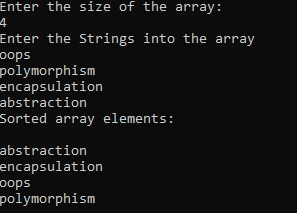 Enter the size of the array:
4
Enter the Strings into the array
oops
polymorphism
encapsulation
abstraction
Sorted array elements:
abstraction
encapsulation
oops
polymorphism